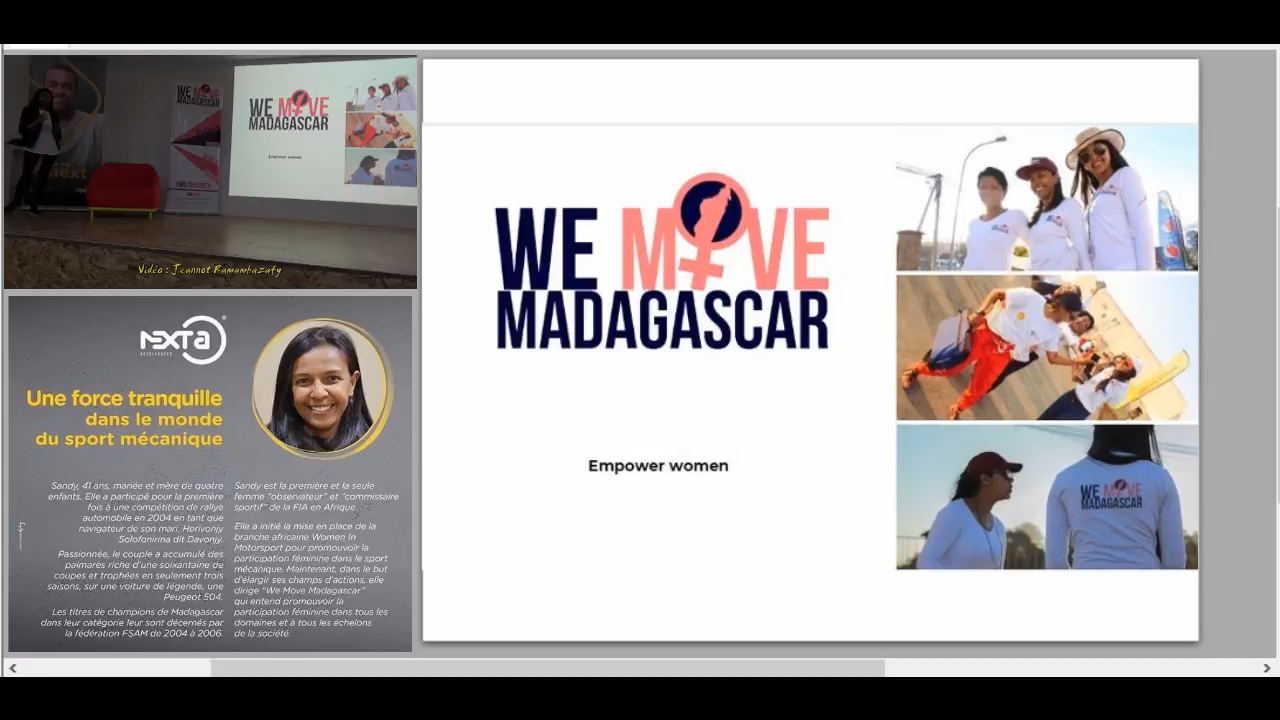 WE MOVE
MADAGASCAR
WE MOVE
MADAGASCAR
Empower women
next
Vidéo : Jeannot Ramambazafy
NEXTA
ACCELERATOR
Une force tranquille
dans le monde
du sport mécanique
Sandy, 41 ans, mariée et mère de quatre
enfants. Elle a participé pour la première
fois à une compétition de rallye
automobile en 2004 en tant que
navigateur de son mari, Herivonjy
Solofonirina dit Davonjy.
Passionnée, le couple a accumulé des
palmarès riche d'une soixantaine de
coupes et trophées en seulement trois
saisons, sur une voiture de légende, une
Peugeot 504.
Les titres de champions de Madagascar
dans leur catégorie leur sont décernés par
la fédération FSAM de 2004 à 2006.
Sandy est la première et la seule
femme "observateur" et "commissaire
sportif" de la FIA en Afrique.
Elle a initié la mise en place de la
branche africaine Women In
Motorsport pour promouvoir la
participation féminine dans le sport
mécanique. Maintenant, dans le but
d'élargir ses champs d'actions, elle
dirige "We Move Madagascar"
qui entend promouvoir la
participation féminine dans tous les
domaines et à tous les échelons
de la société.
WE MOVE
MADAGASCAR
Empower women
pepsi
WE MOVE
MADAGASCAR